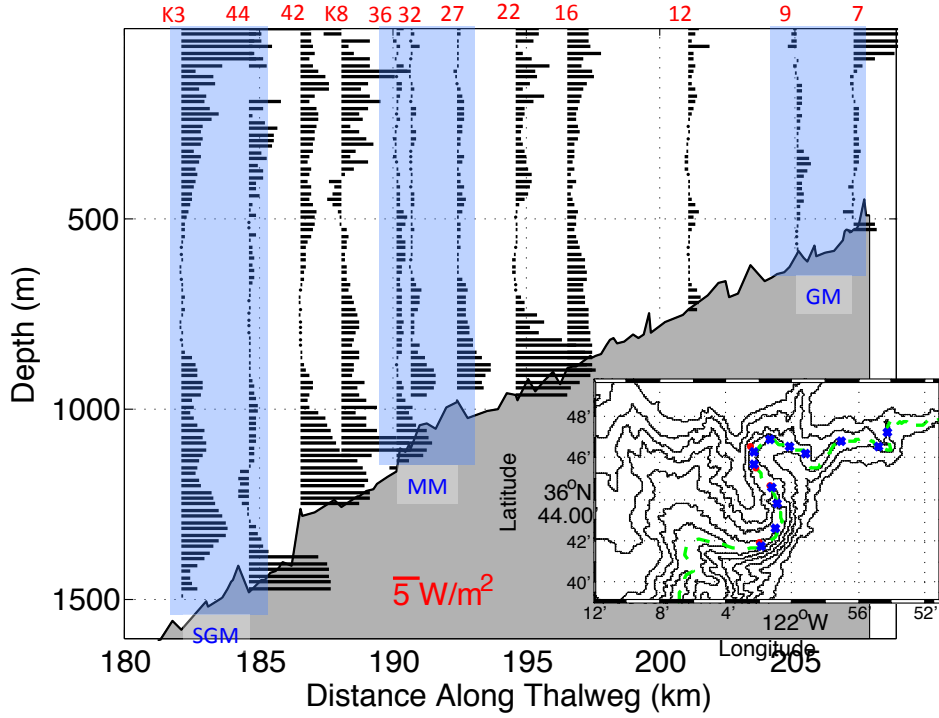 K3 44 42 K8 36 32 27 22 16 12 9 7
500
1000
1500
Depth (m)
180 185 190 195 200 205
Distance Along Thalweg (km)
SGM
MM
GM
5 W/m²
48'
46'
36°N
44.00'
42'
40'
Latitude
12' 8' 4' 122°W 56' 52'
Longitude